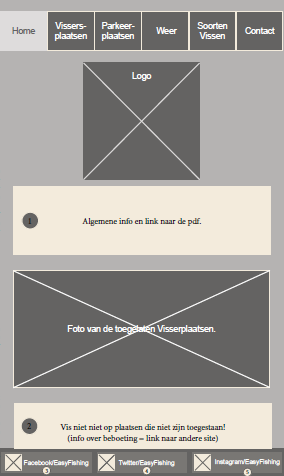 Home
Vissers-
plaatsen
Parkeer-
plaatsen
Weer
Soorten
Vissen
Contact
Logo
1
Algemene info en link naar de pdf.
Foto van de toegelaten Visserplaatsen.
2
Vis niet niet op plaatsen die niet zijn toegestaan!
(info over beboeting = link naar andere site)
Facebook/EasyFishing
3
Twitter/EasyFishing
4
Instagram/EasyFishing
5